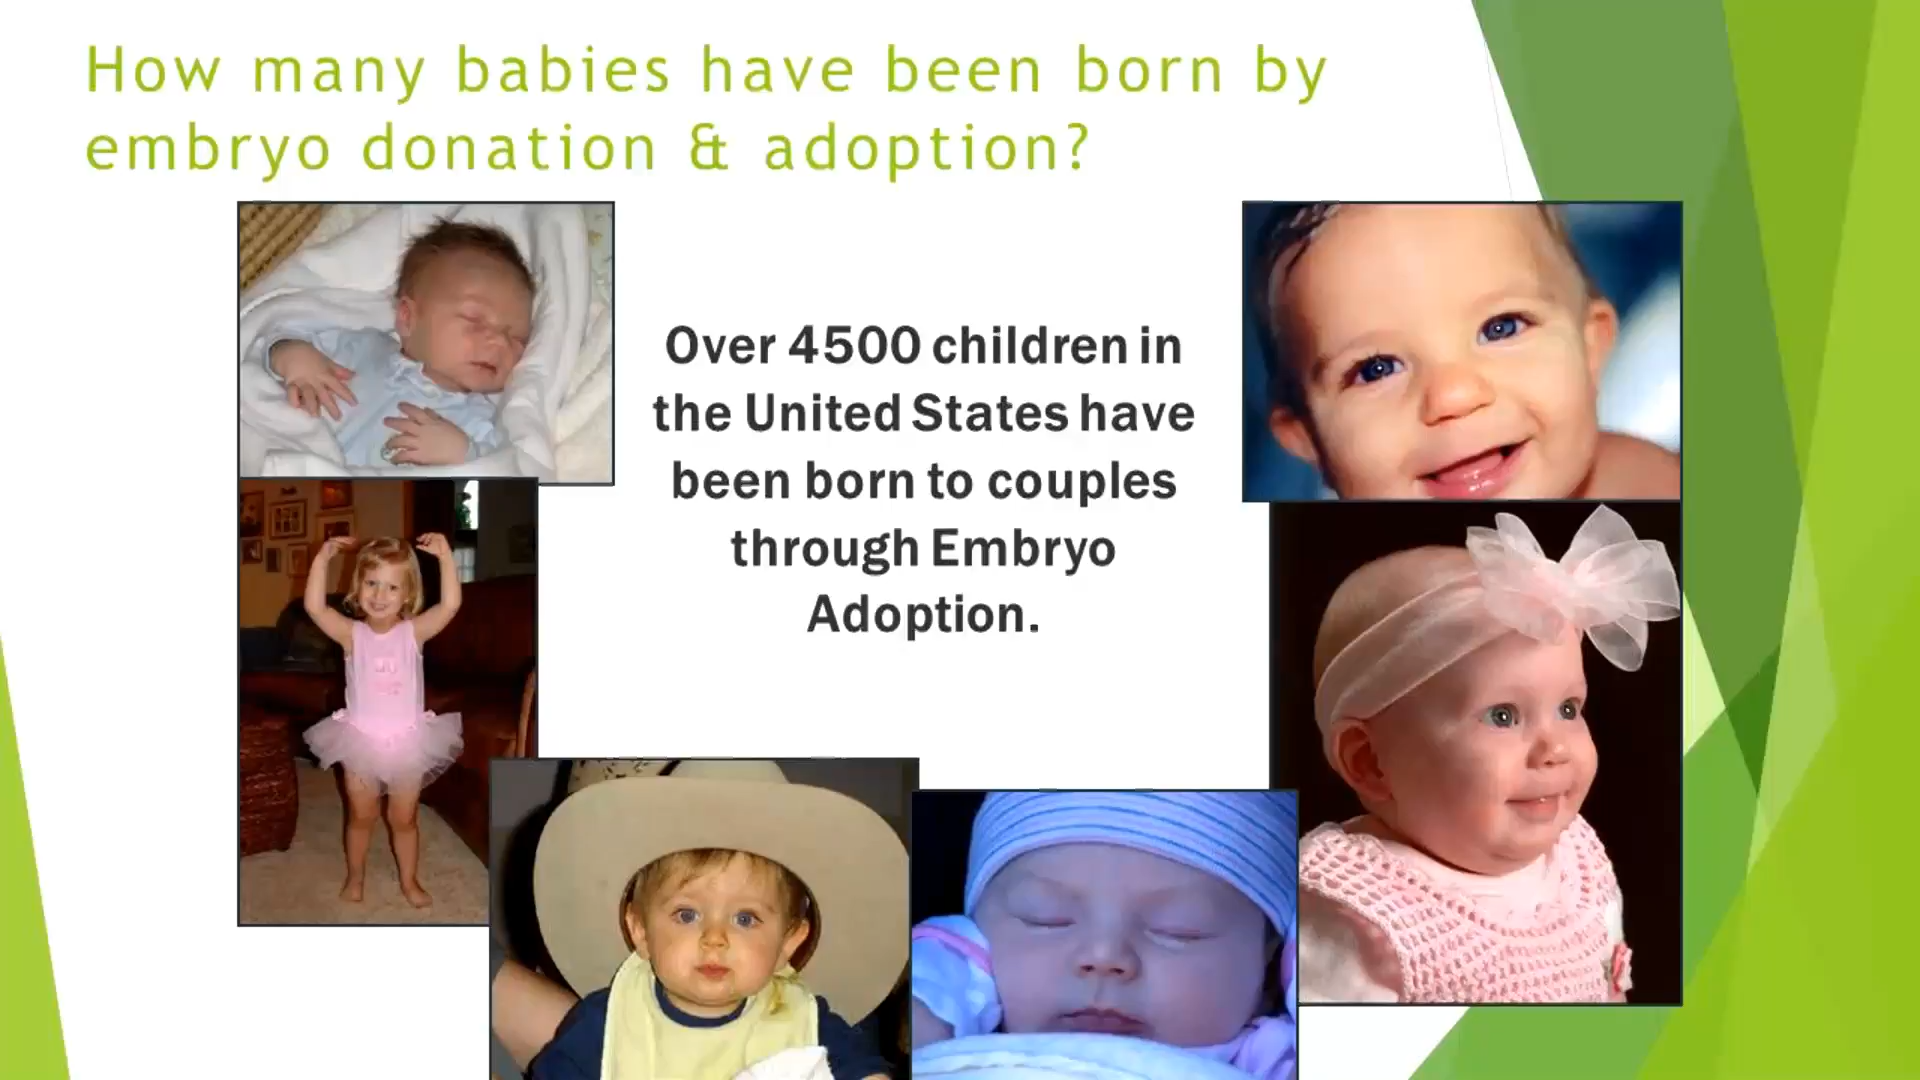 How many babies have been born by
embryo donation & adoption?
Over 4500 children in
the United States have
been born to couples
through Embryo
Adoption.